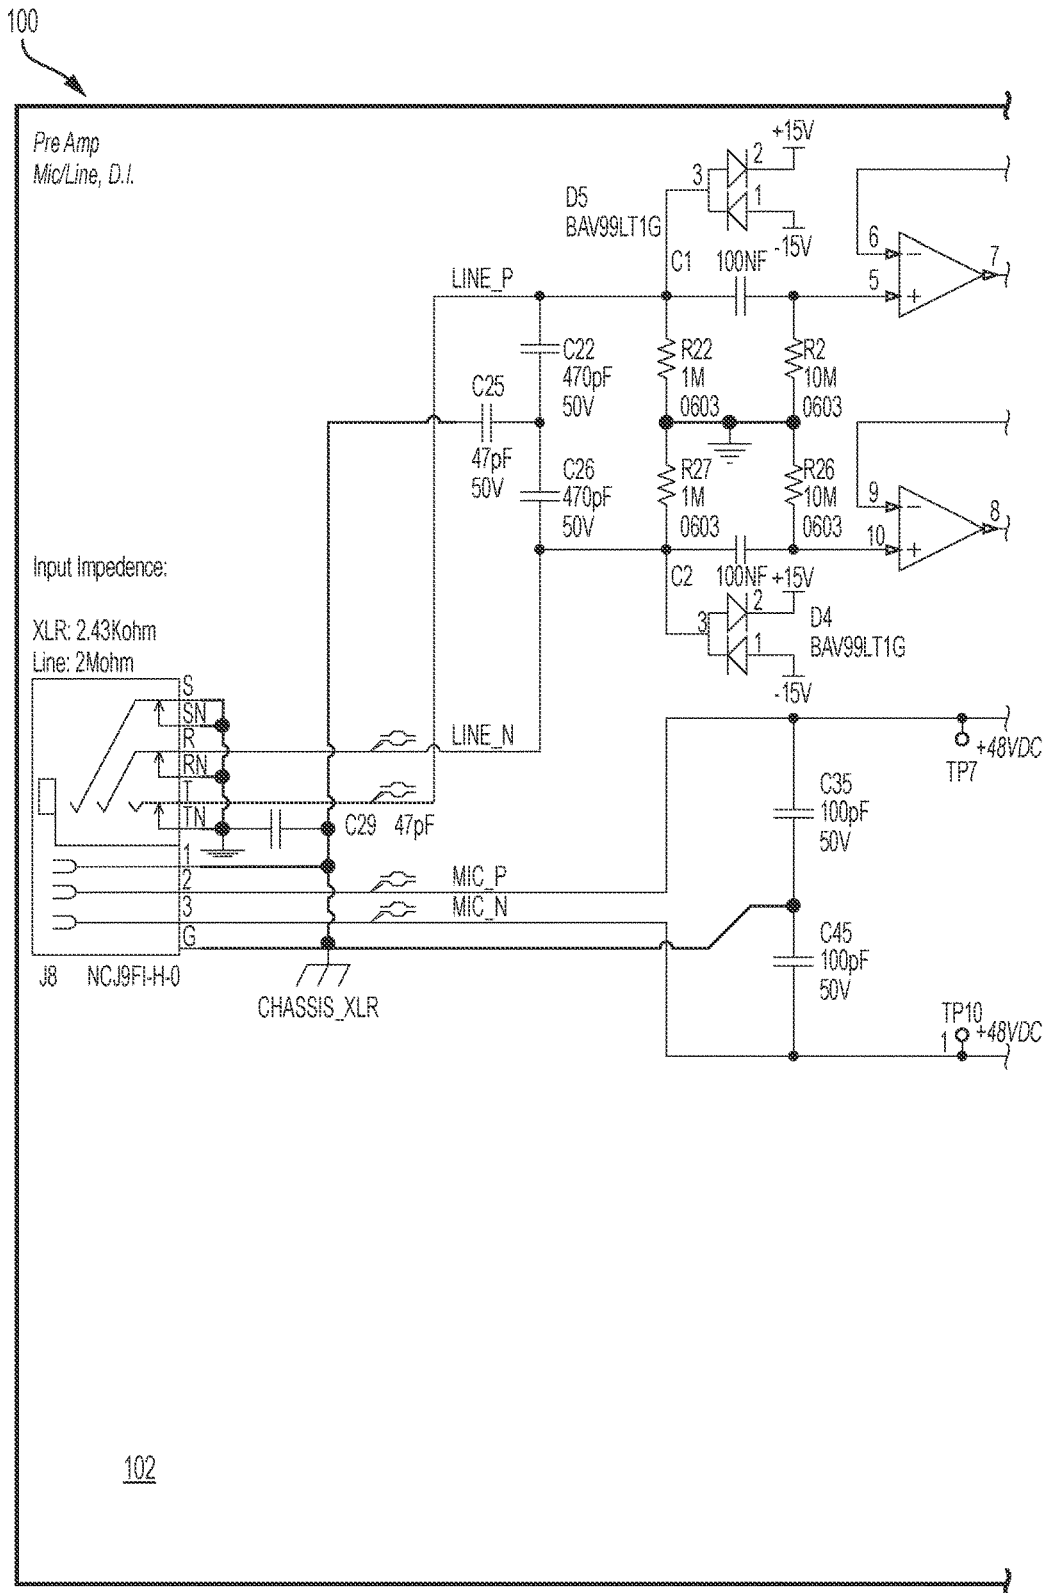 100
Pre Amp
Mic/Line, D.I.
+15V
2
3
1
D5
BAV99LT1G
-15V
C1
100NF
6
7
5
LINE_P
C22
470pF
50V
R22
1M
0603
R2
10M
0603
C25
47pF
50V
C26
470pF
50V
R27
1M
0603
R26
10M
0603
9
8
10
C2
100NF
+15V
2
3
1
D4
BAV99LT1G
-15V
Input Impedence:
XLR: 2.43Kohm
Line: 2Mohm
S
SN
R
RN
T
TN
1
2
3
G
LINE_N
C29
47pF
MIC_P
MIC_N
J8
NCJ9FI-H-0
CHASSIS_XLR
+48VDC
TP7
C35
100pF
50V
C45
100pF
50V
TP10
1
+48VDC
102